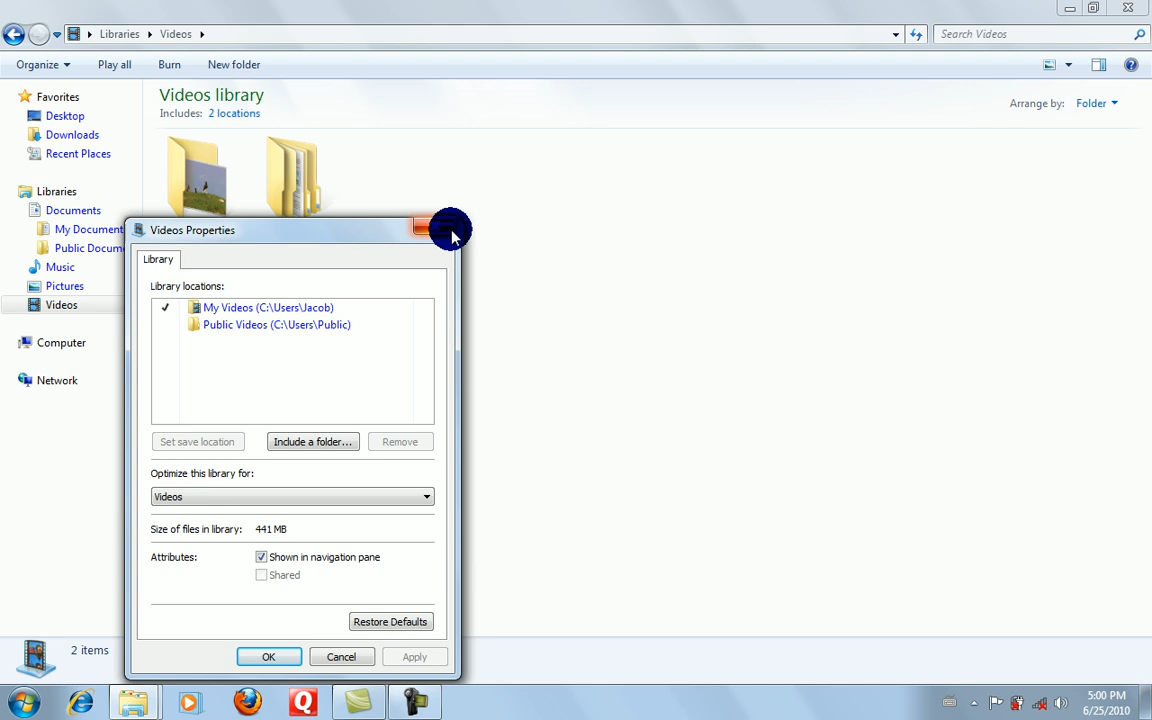 Libraries Videos Search Videos
Organize Play all Burn New folder
Favorites
Desktop
Downloads
Recent Places
Libraries
Documents
My Document
Public Docum
Music
Pictures
Videos
Computer
Network
Videos library
Includes: 2 locations
Arrange by: Folder
Videos Properties
Library
Library locations:
My Videos (C:\Users\Jacob)
Public Videos (C:\Users\Public)
Set save location Include a folder... Remove
Optimize this library for:
Videos
Size of files in library: 441 MB
Attributes: Shown in navigation pane
Shared
Restore Defaults
OK Cancel Apply
2 items
5:00 PM
6/25/2010